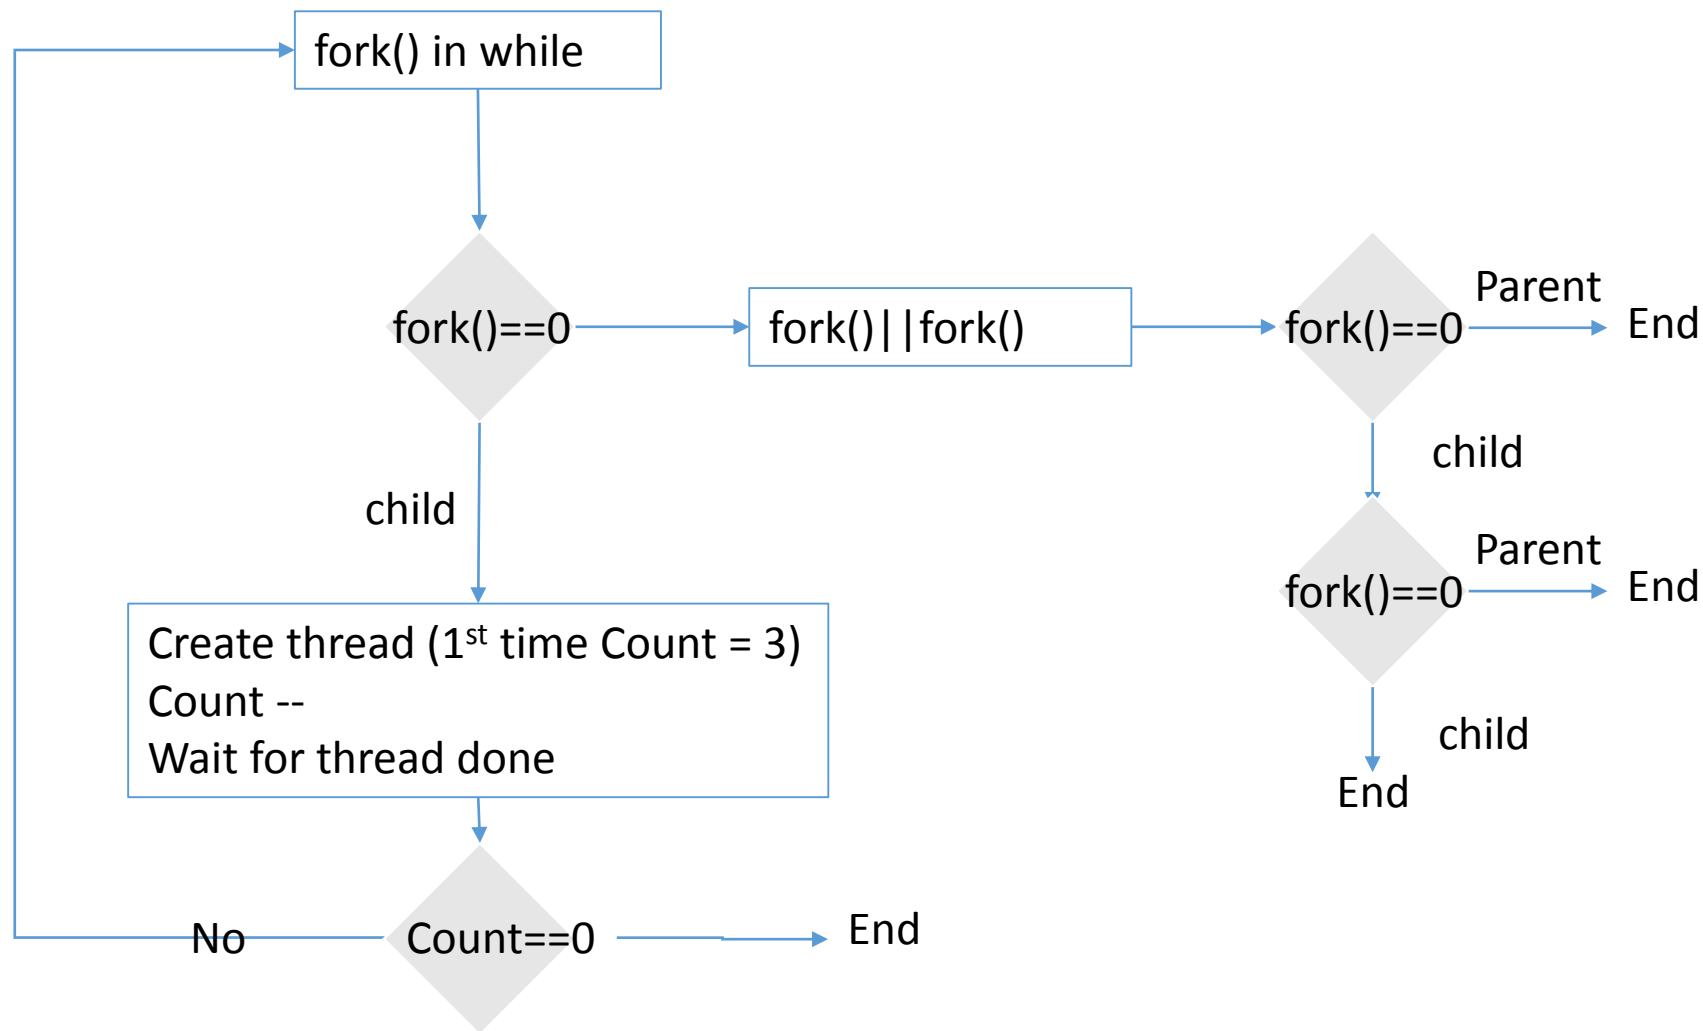 fork() in while
fork()==0
fork()||fork()
fork()==0
Parent
End
child
child
fork()==0
Parent
End
Create thread (1st time Count = 3)
Count --
Wait for thread done
child
End
No
Count==0
End